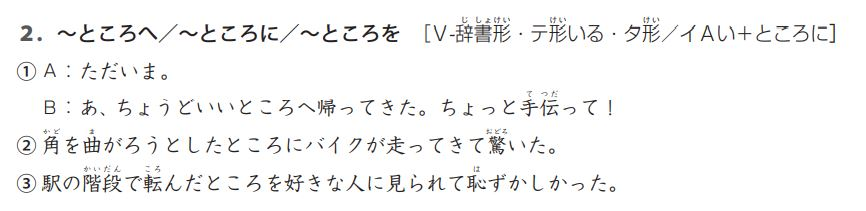 2．～ところへ／～ところに／～ところを　［V-辞書形・テ形いる・タ形／イAい＋ところに］
①A：ただいま。
B：あ、ちょうどいいところへ帰ってきた。ちょっと手伝って！
②角を曲がろうとしたところにバイクが走ってきて驚いた。
③駅の階段で転んだところを好きな人に見られて恥ずかしかった。